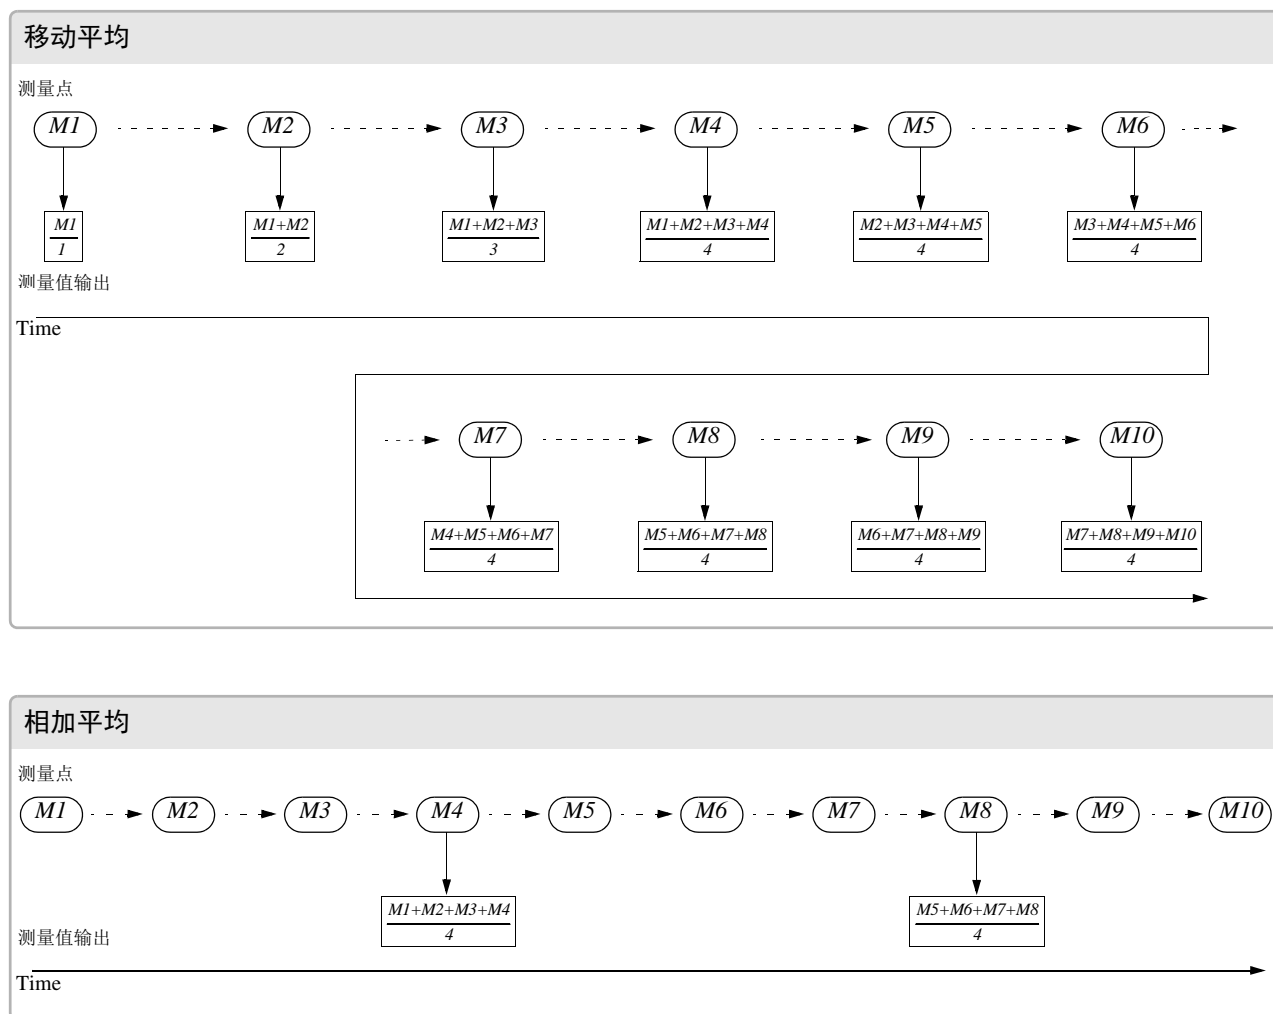 移动平均
测量点
M1 M2 M3 M4 M5 M6
M1 M1+M2 M1+M2+M3 M1+M2+M3+M4 M2+M3+M4+M5 M3+M4+M5+M6
1 2 3 4 4 4
测量值输出
Time
M7 M8 M9 M10
M4+M5+M6+M7 M5+M6+M7+M8 M6+M7+M8+M9 M7+M8+M9+M10
4 4 4 4
相加平均
测量点
M1 M2 M3 M4 M5 M6 M7 M8 M9 M10
M1+M2+M3+M4 M5+M6+M7+M8
4 4
测量值输出
Time